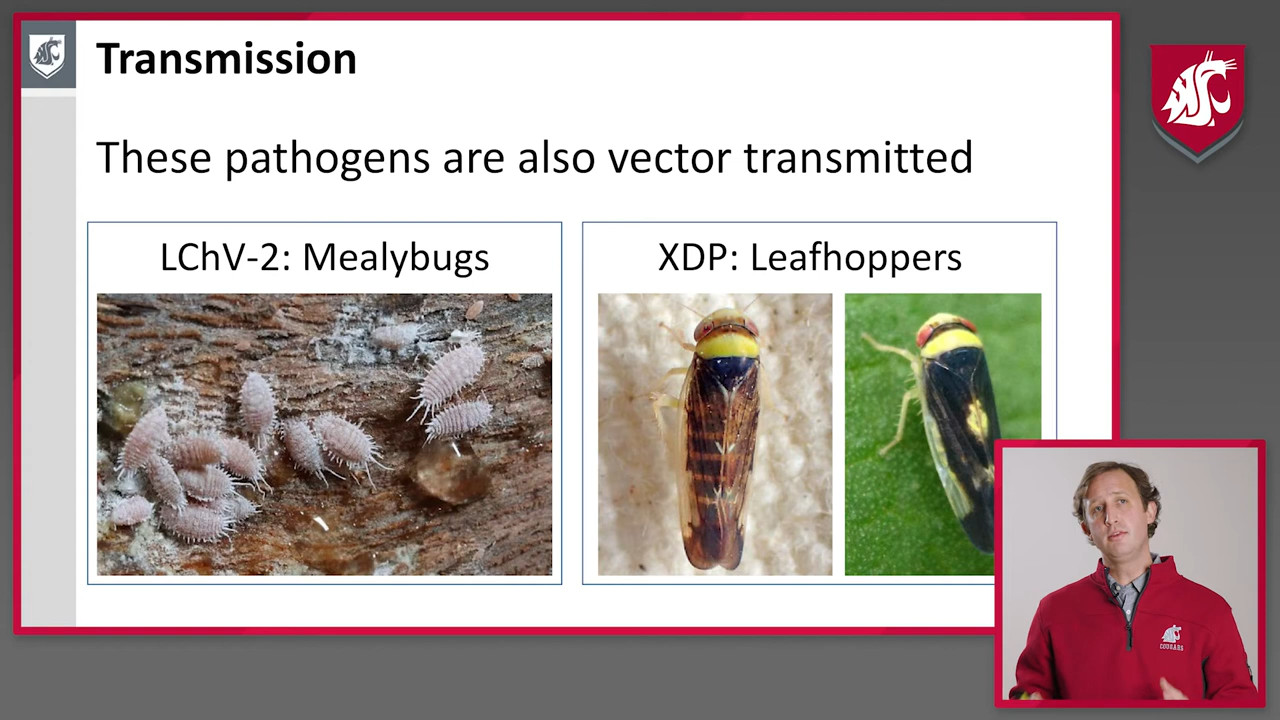 Transmission
These pathogens are also vector transmitted
LChV-2: Mealybugs
XDP: Leafhoppers
COUGARS